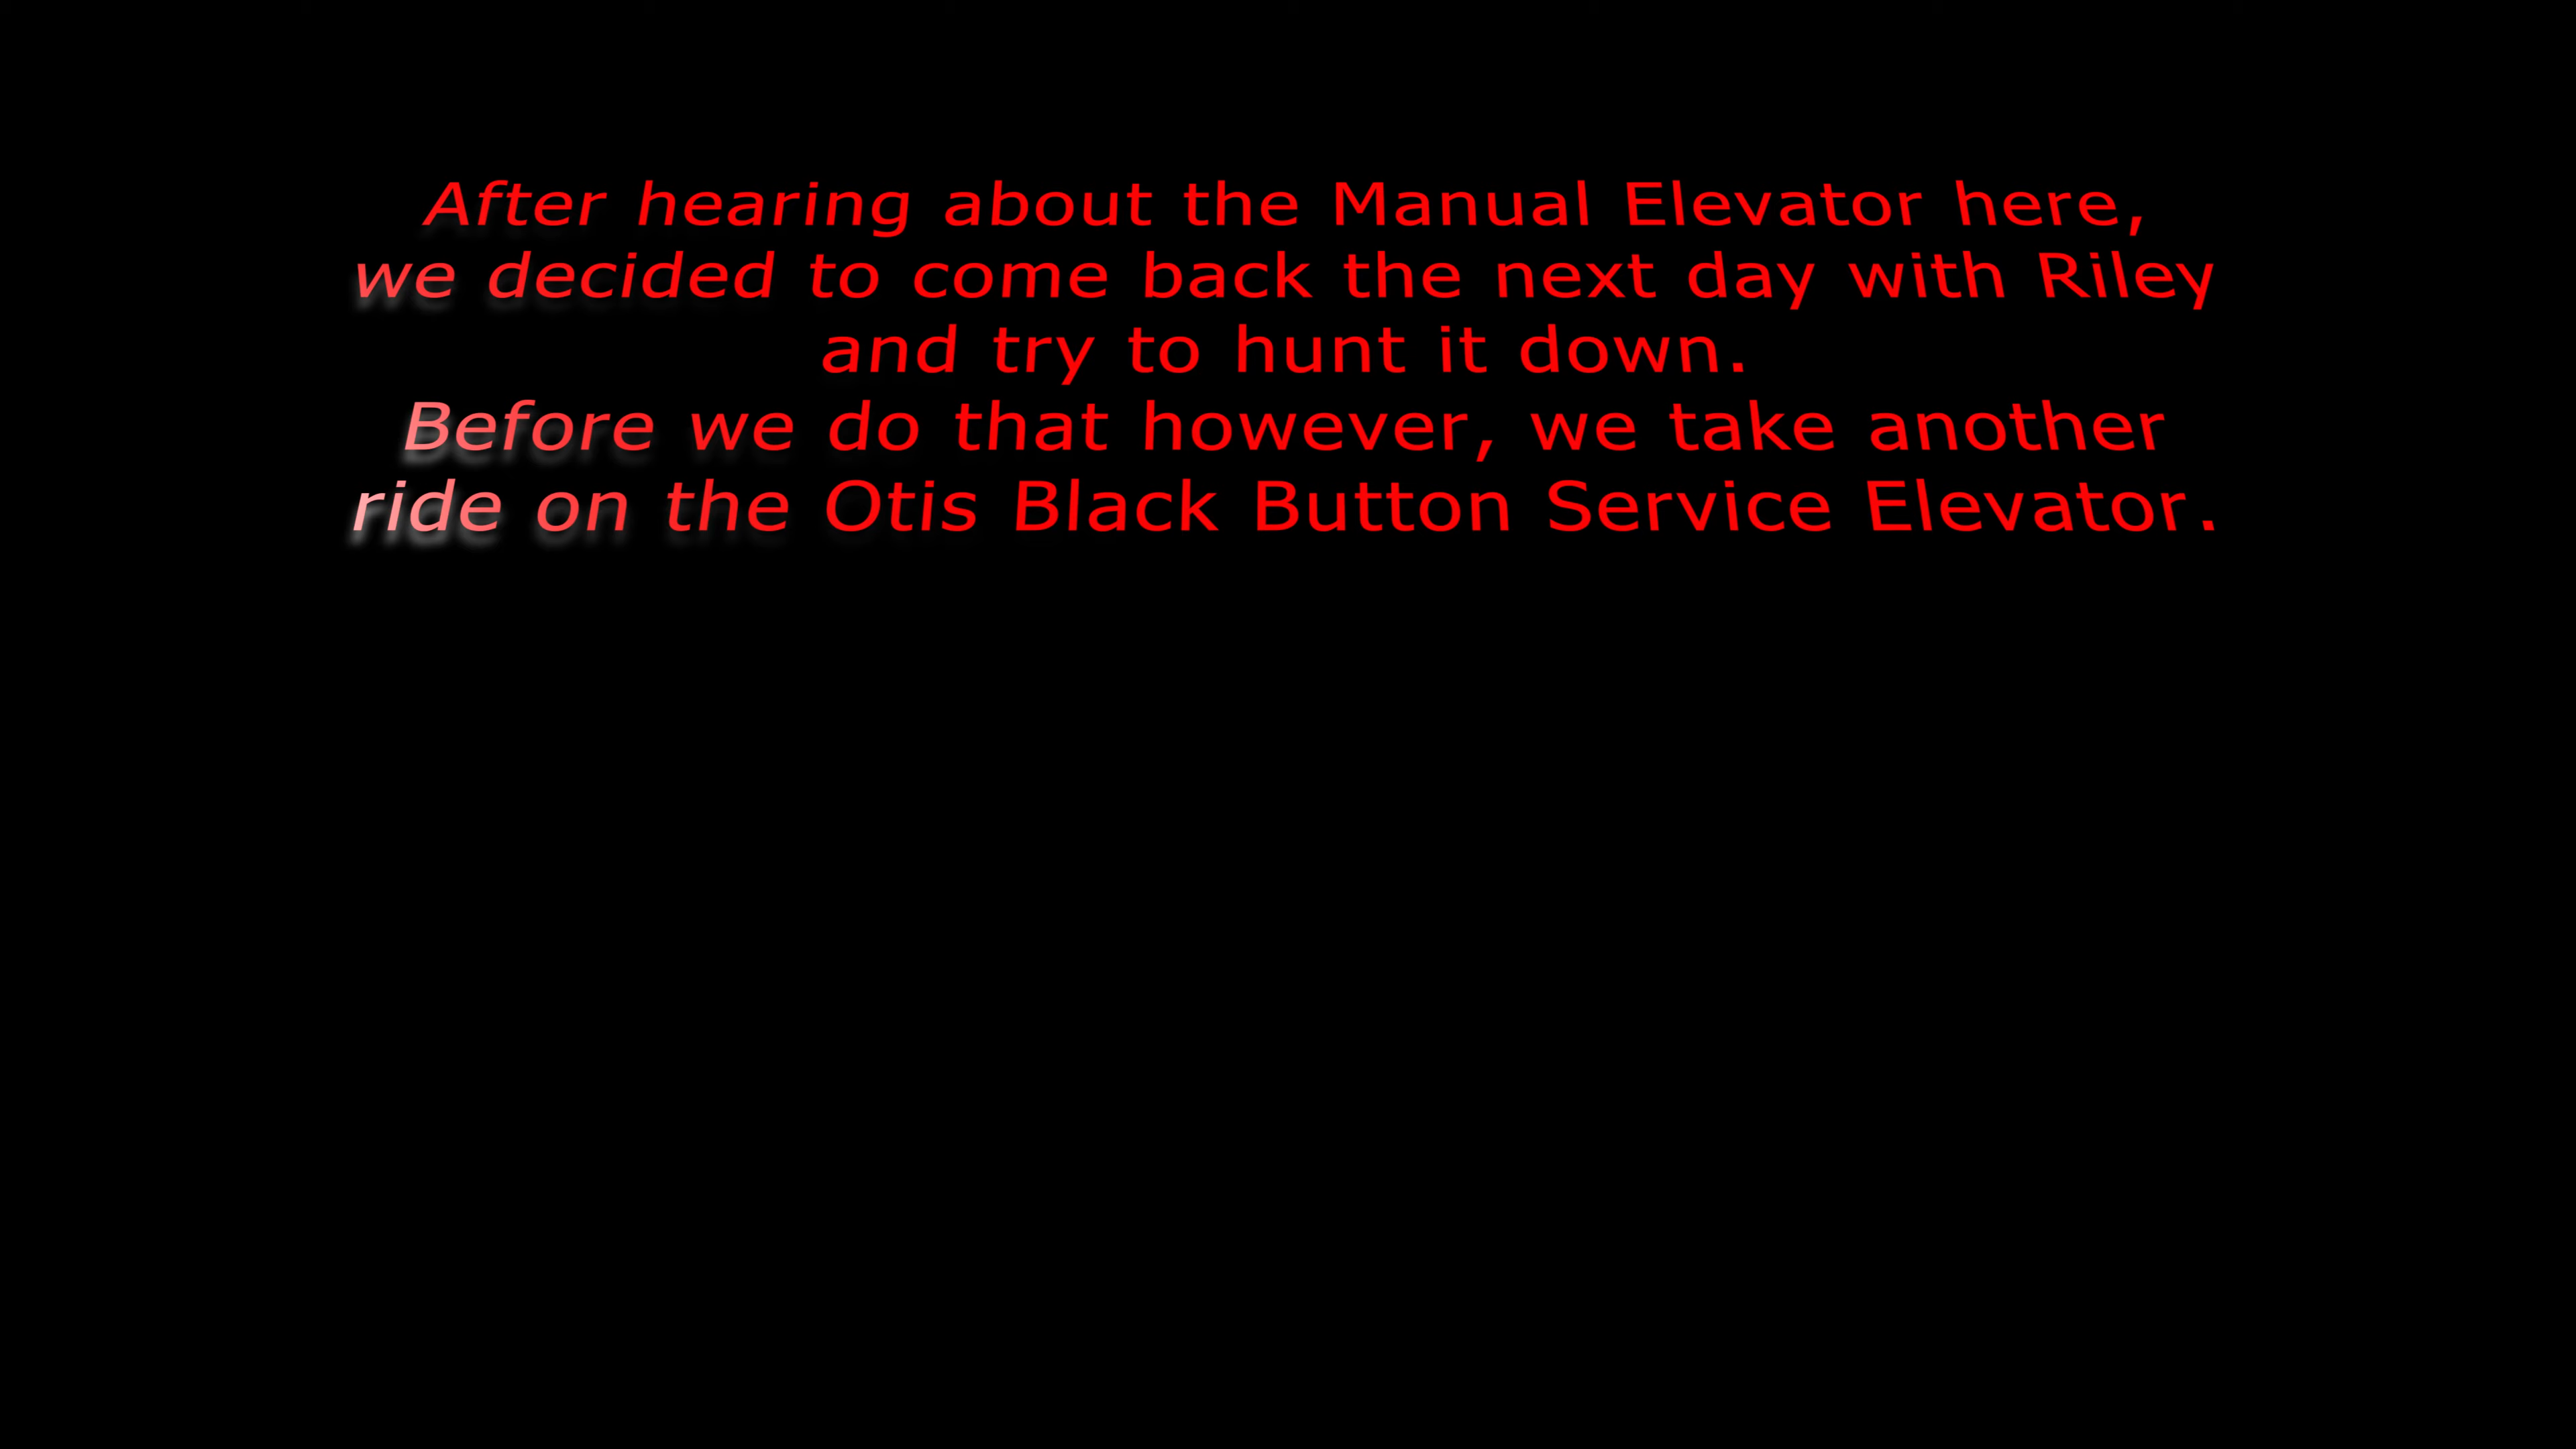 After hearing about the Manual Elevator here,
we decided to come back the next day with Riley
and try to hunt it down.
Before we do that however, we take another
ride on the Otis Black Button Service Elevator.